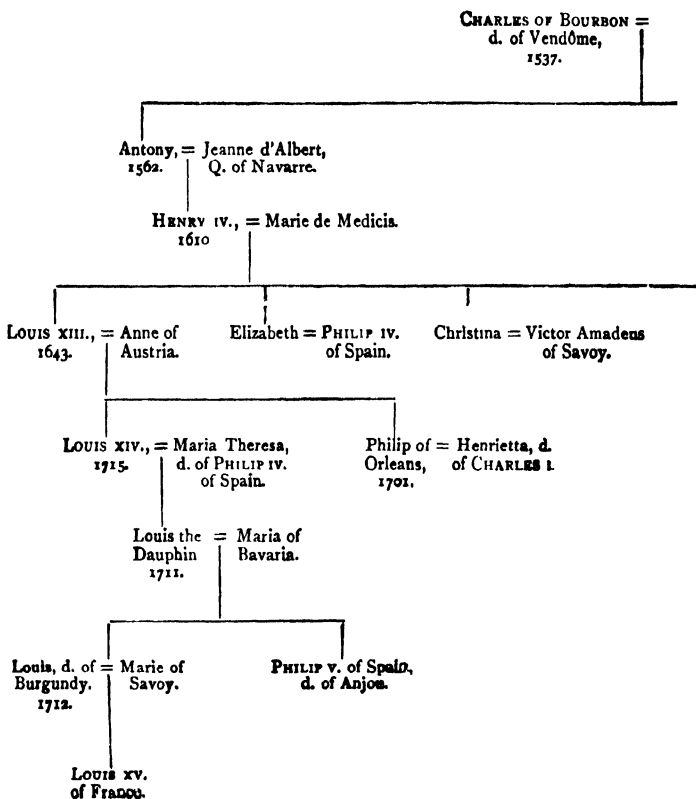 CHARLES OF BOURBON =
d. of Vendôme,
1537.
Antony, = Jeanne d'Albert,
1562. Q. of Navarre.
HENRY IV., = Marie de Medicis.
1610
LOUIS XIII., = Anne of
1643. Austria.
Elizabeth = PHILIP IV.
of Spain.
Christina = Victor Amadeus
of Savoy.
LOUIS XIV., = Maria Theresa,
1715. d. of PHILIP IV.
of Spain.
Philip of = Henrietta, d.
Orleans, of CHARLES I.
1701.
Louis the = Maria of
Dauphin Bavaria.
1711.
Louis, d. of = Marie of
Burgundy. Savoy.
1712.
PHILIP V. of Spain,
d. of Anjou.
LOUIS XV.
of France.